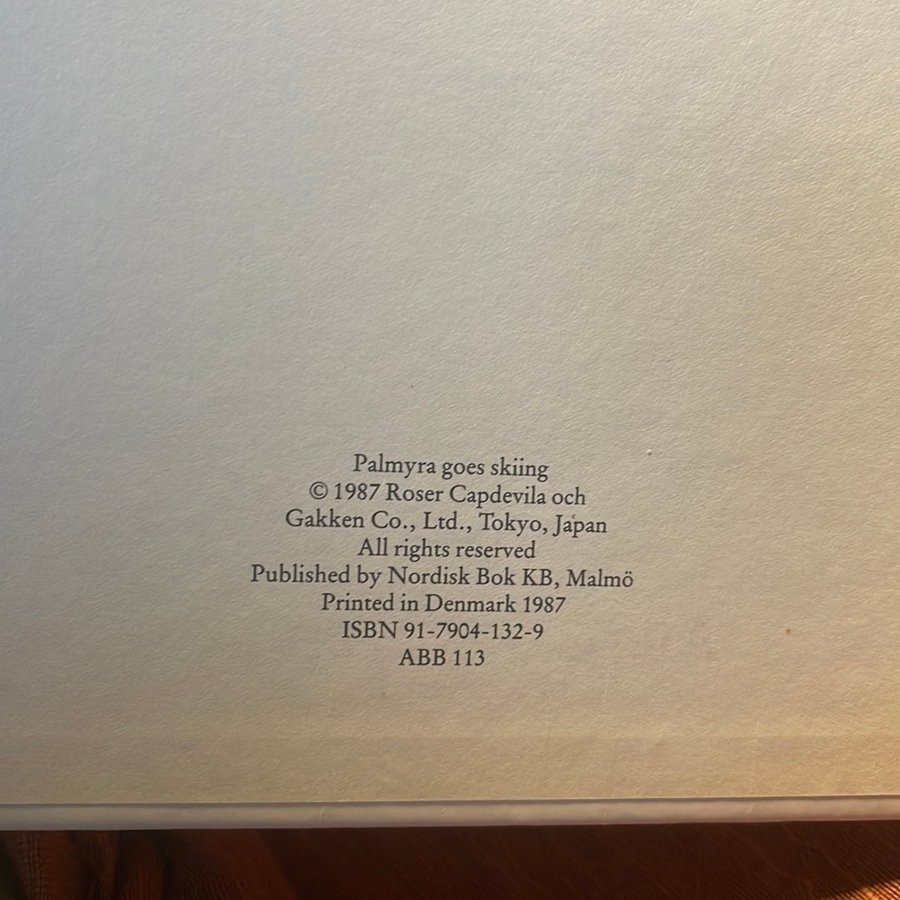 Palmyra goes skiing
© 1987 Roser Capdevila och
Gakken Co., Ltd., Tokyo, Japan
All rights reserved
Published by Nordisk Bok KB, Malmö
Printed in Denmark 1987
ISBN 91-7904-132-9
ABB 113